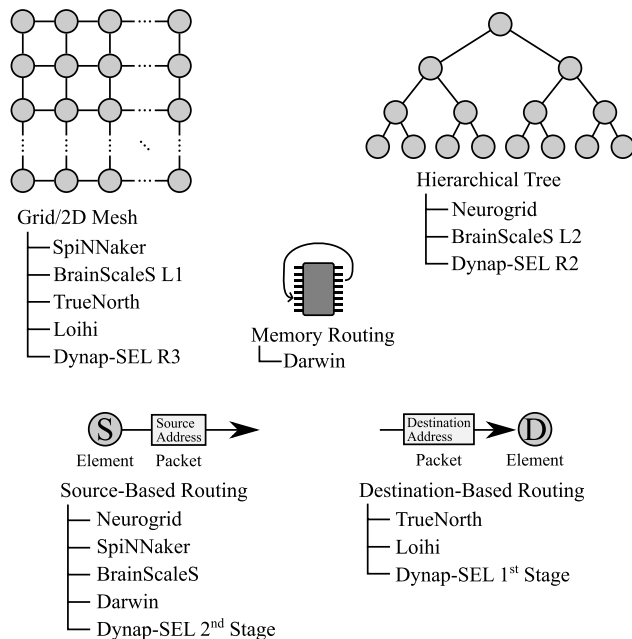 Grid/2D Mesh
SpiNNaker
BrainScaleS L1
TrueNorth
Loihi
Dynap-SEL R3
Hierarchical Tree
Neurogrid
BrainScaleS L2
Dynap-SEL R2
Memory Routing
Darwin
S
Source
Address
Element
Packet
Source-Based Routing
Neurogrid
SpiNNaker
BrainScaleS
Darwin
Dynap-SEL 2nd Stage
Destination
Address
D
Packet
Element
Destination-Based Routing
TrueNorth
Loihi
Dynap-SEL 1st Stage